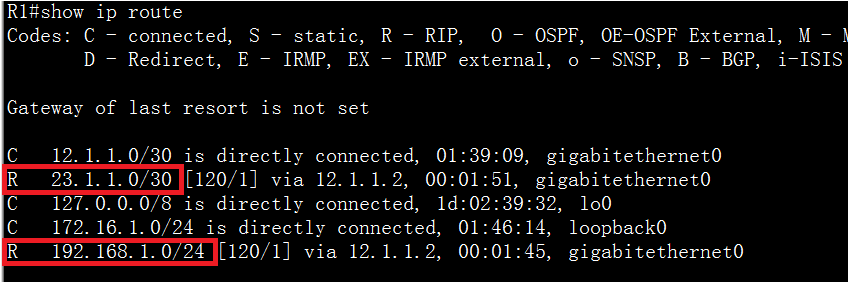 R1#show ip route
Codes: C - connected, S - static, R - RIP,  O - OSPF, OE-OSPF External, M -
       D - Redirect, E - IRMP, EX - IRMP external, o - SNSP, B - BGP, i-ISIS
Gateway of last resort is not set
C   12.1.1.0/30 is directly connected, 01:39:09, gigabitethernet0
R   23.1.1.0/30 [120/1] via 12.1.1.2, 00:01:51, gigabitethernet0
C   127.0.0.0/8 is directly connected, 1d:02:39:32, lo0
C   172.16.1.0/24 is directly connected, 01:46:14, loopback0
R   192.168.1.0/24 [120/1] via 12.1.1.2, 00:01:45, gigabitethernet0